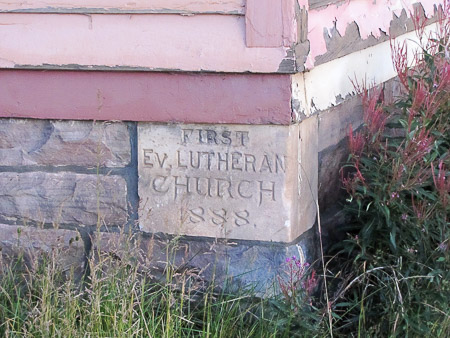 FIRST
EV. LUTHERAN
CHURCH
1888.